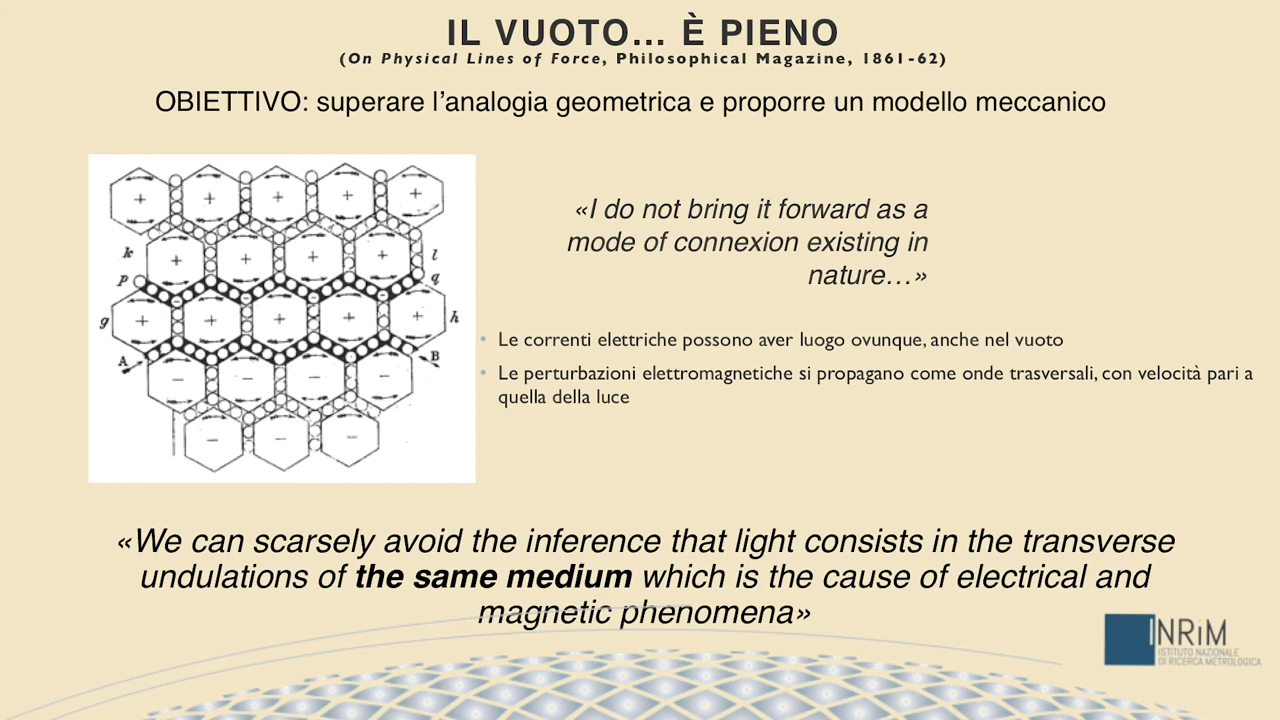 IL VUOTO... È PIENO
(On Physical Lines of Force, Philosophical Magazine, 1861-62)
OBIETTIVO: superare l'analogia geometrica e proporre un modello meccanico
k
l
p
q
g
h
A
B
«I do not bring it forward as a
mode of connexion existing in
nature...»
• Le correnti elettriche possono aver luogo ovunque, anche nel vuoto
• Le perturbazioni elettromagnetiche si propagano come onde trasversali, con velocità pari a
quella della luce
«We can scarsely avoid the inference that light consists in the transverse
undulations of the same medium which is the cause of electrical and
magnetic phenomena»
INRiM
ISTITUTO NAZIONALE
DI RICERCA METROLOGICA